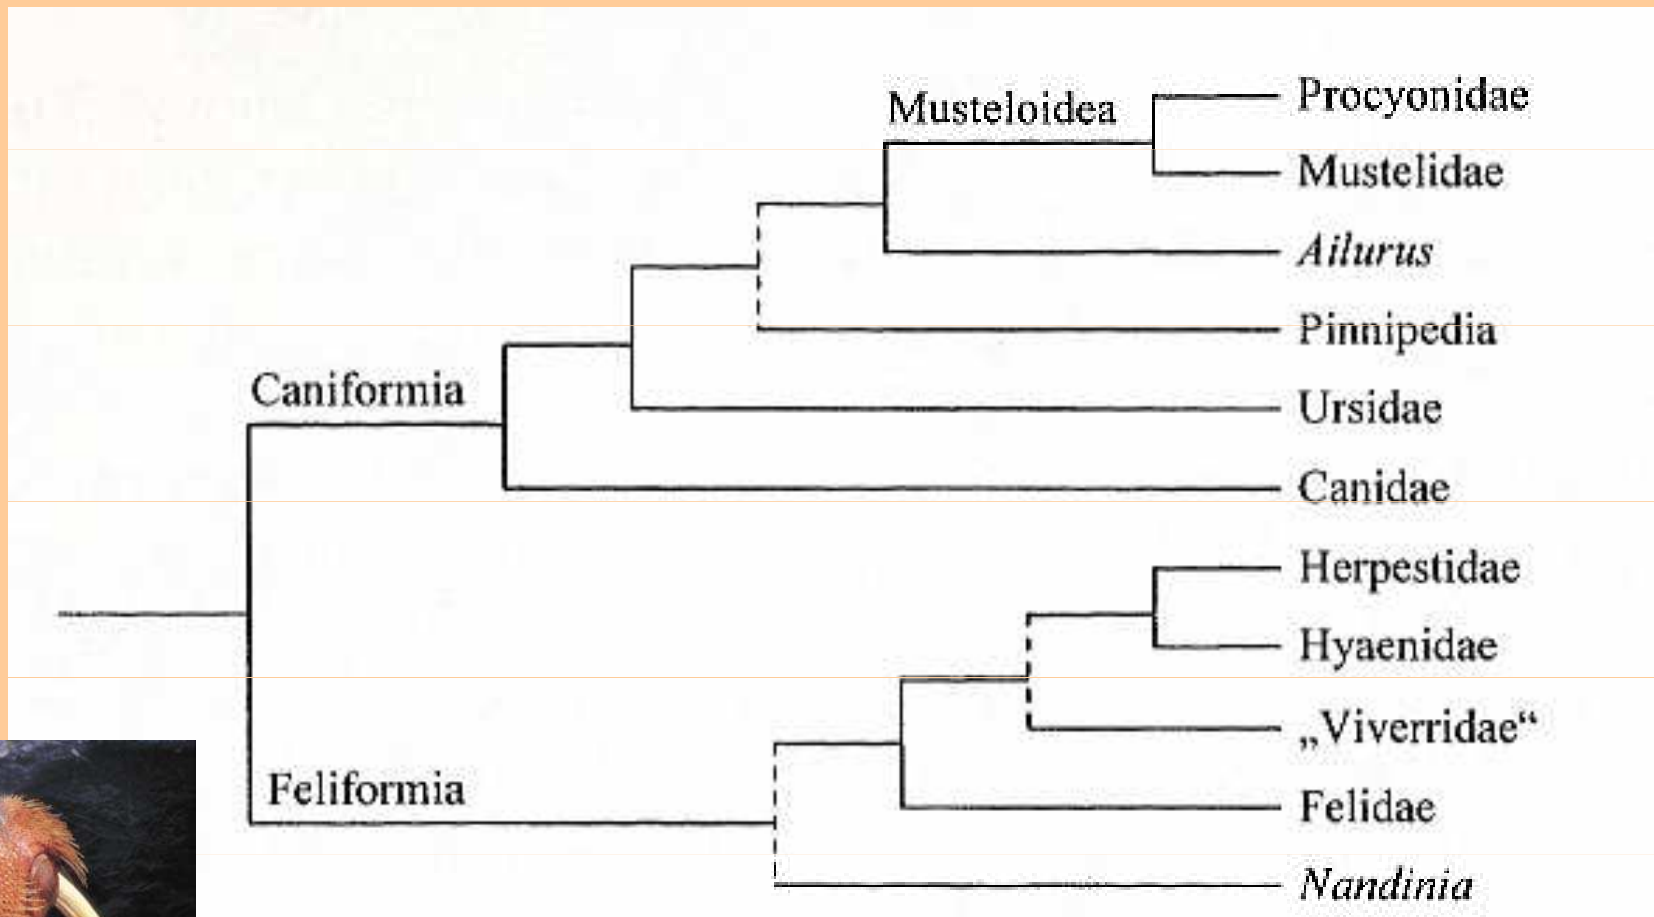 Musteloidea
Procyonidae
Mustelidae
Ailurus
Pinnipedia
Caniformia
Ursidae
Canidae
Herpestidae
Hyaenidae
„Viverridae“
Feliformia
Felidae
Nandinia